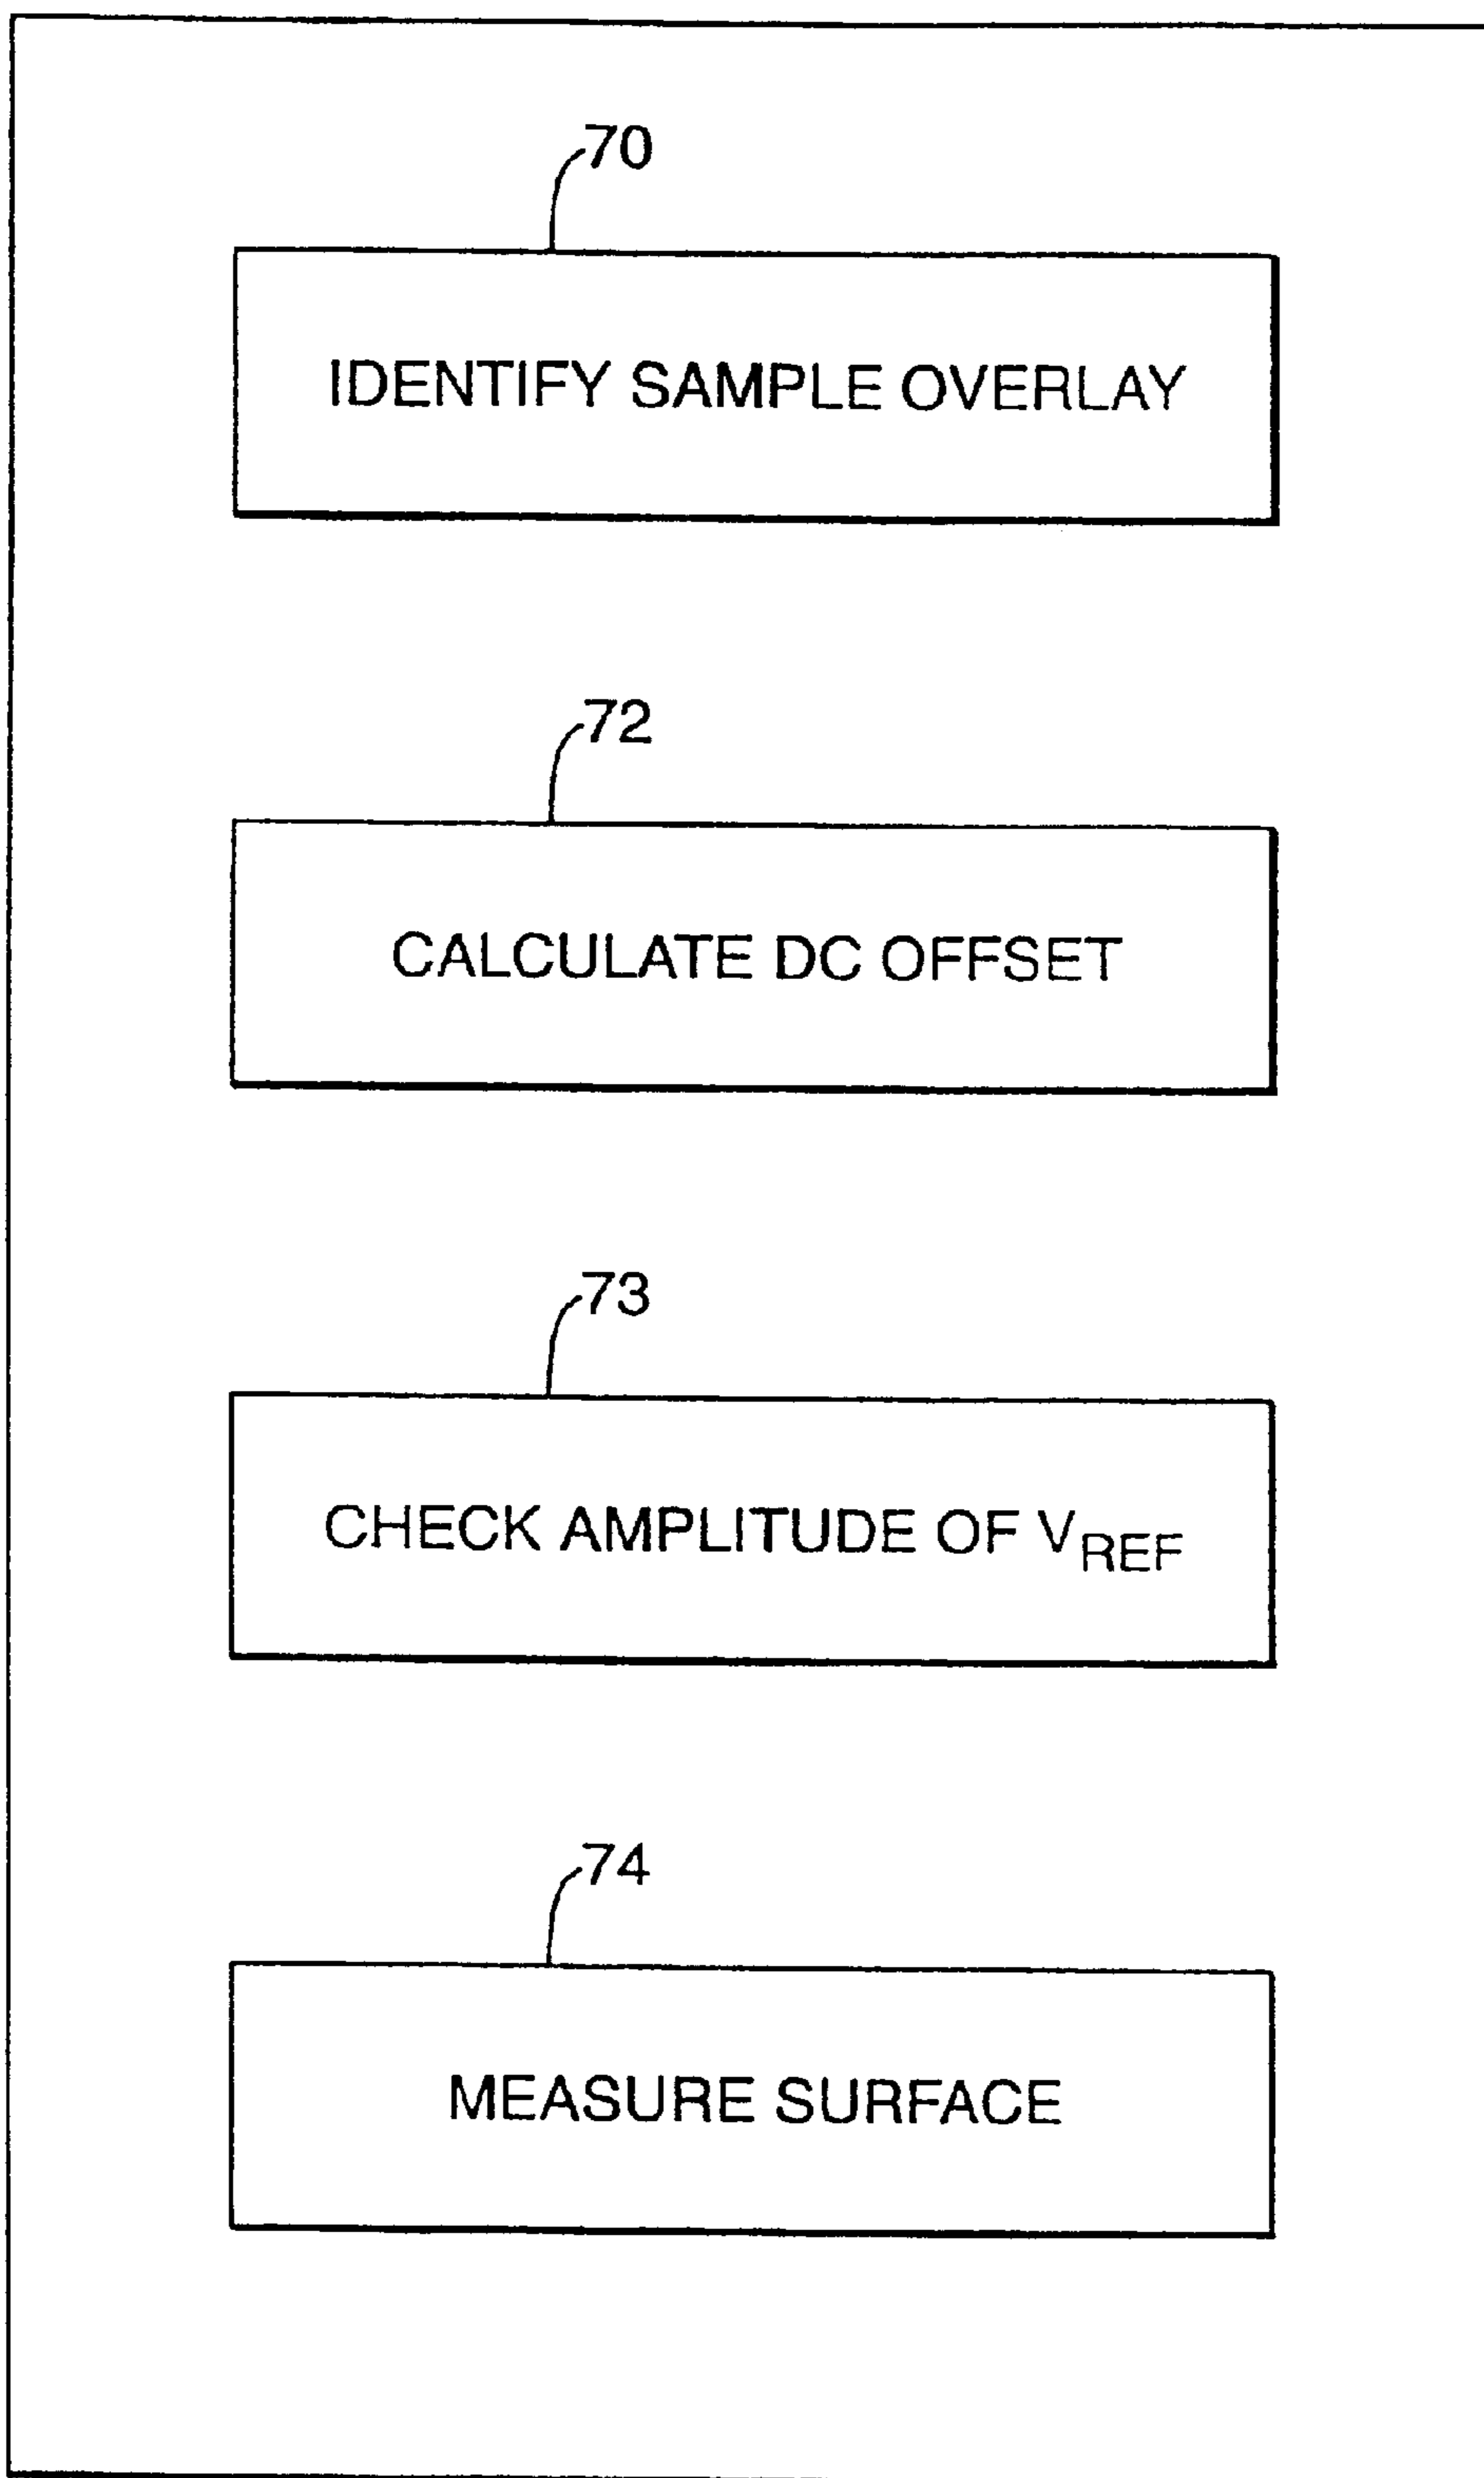 70
IDENTIFY SAMPLE OVERLAY
72
CALCULATE DC OFFSET
73
CHECK AMPLITUDE OF VREF
74
MEASURE SURFACE